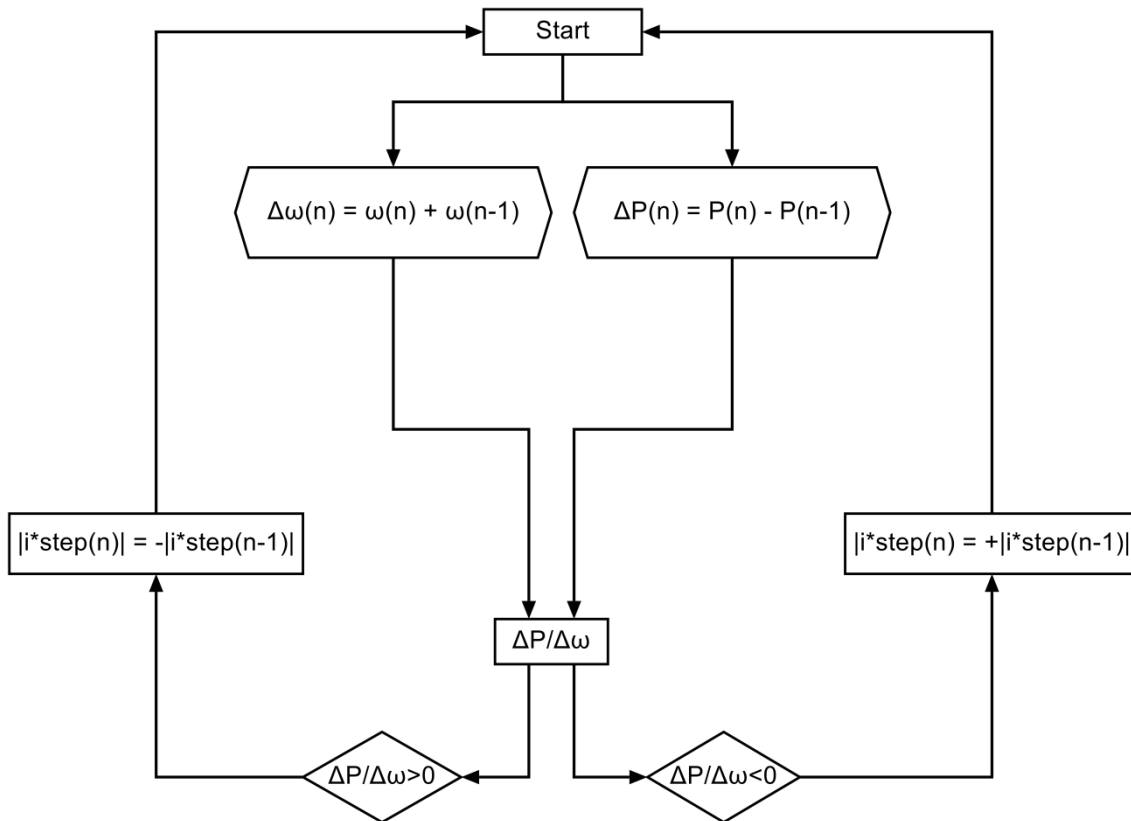 Start
Δω(n) = ω(n) + ω(n-1)
ΔP(n) = P(n) - P(n-1)
|i*step(n)| = -|i*step(n-1)|
|i*step(n) = +|i*step(n-1)|
ΔP/Δω
ΔP/Δω>0
ΔP/Δω<0